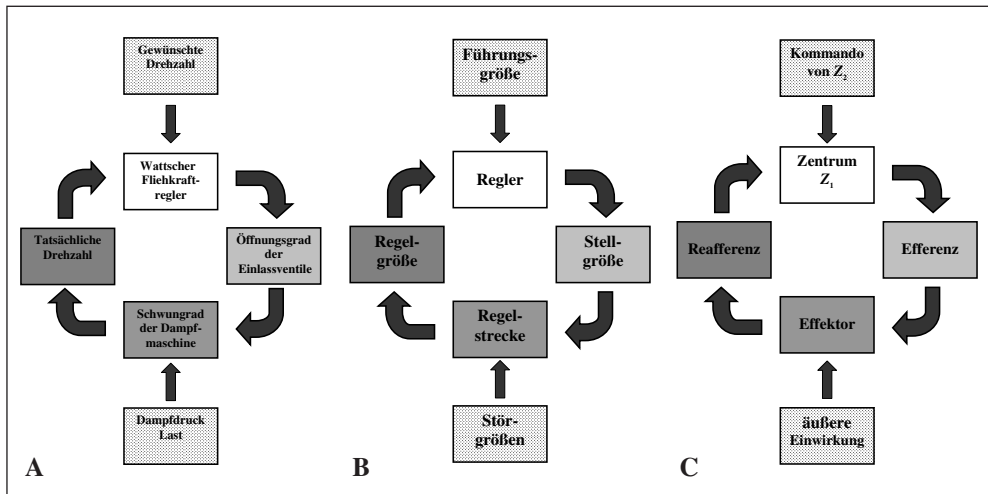 Gewünschte
Drehzahl
Wattscher
Fliehkraft-
regler
Tatsächliche
Drehzahl
Öffnungsgrad
der
Einlassventile
Schwungrad
der Dampf-
maschine
Dampfdruck
Last
A
Führungs-
größe
Regler
Regel-
größe
Stell-
größe
Regel-
strecke
Stör-
größen
B
Kommando
von Z₂
Zentrum
Z₁
Reafferenz
Efferenz
Effektor
äußere
Einwirkung
C